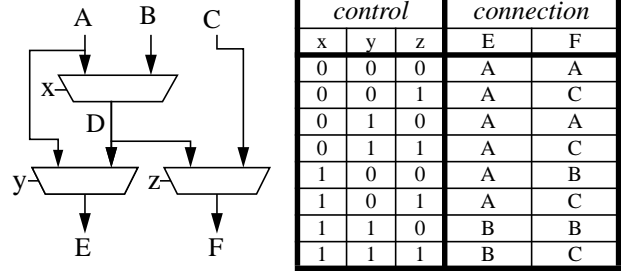 A B C
x
D
y z
E F
control connection
x y z E F
0 0 0 A A
0 0 1 A C
0 1 0 A A
0 1 1 A C
1 0 0 A B
1 0 1 A C
1 1 0 B B
1 1 1 B C